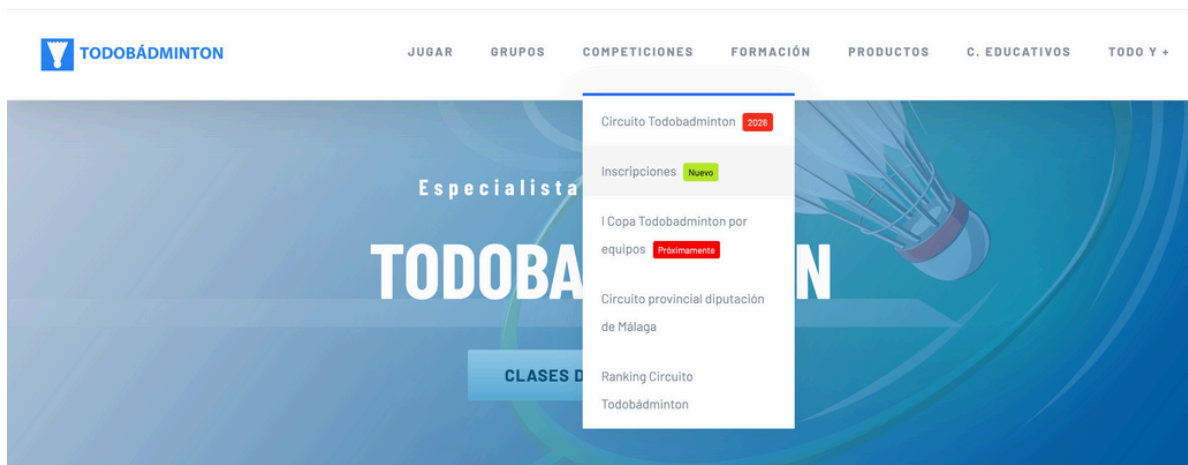 TODOBÁDMINTON
JUGAR GRUPOS COMPETICIONES FORMACIÓN PRODUCTOS C. EDUCATIVOS TODO Y +
Circuito Todobadminton 2026
Inscripciones Nuevo
I Copa Todobadminton por
equipos Próximamente
Circuito provincial diputación
de Málaga
Ranking Circuito
Todobádminton
Especialista
TODOBA N
CLASES D